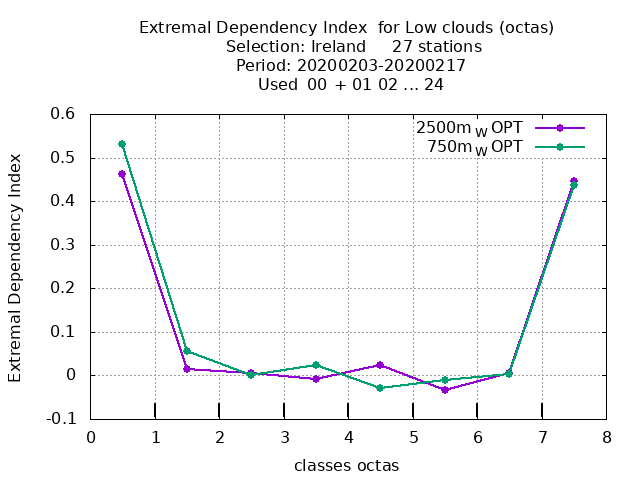 Extremal Dependency Index for Low clouds (octas)
Selection: Ireland 27 stations
Period: 20200203-20200217
Used 00 + 01 02 ... 24
2500m W OPT
750m W OPT
Extremal Dependency Index
0.6
0.5
0.4
0.3
0.2
0.1
0
-0.1
0 1 2 3 4 5 6 7 8
classes octas